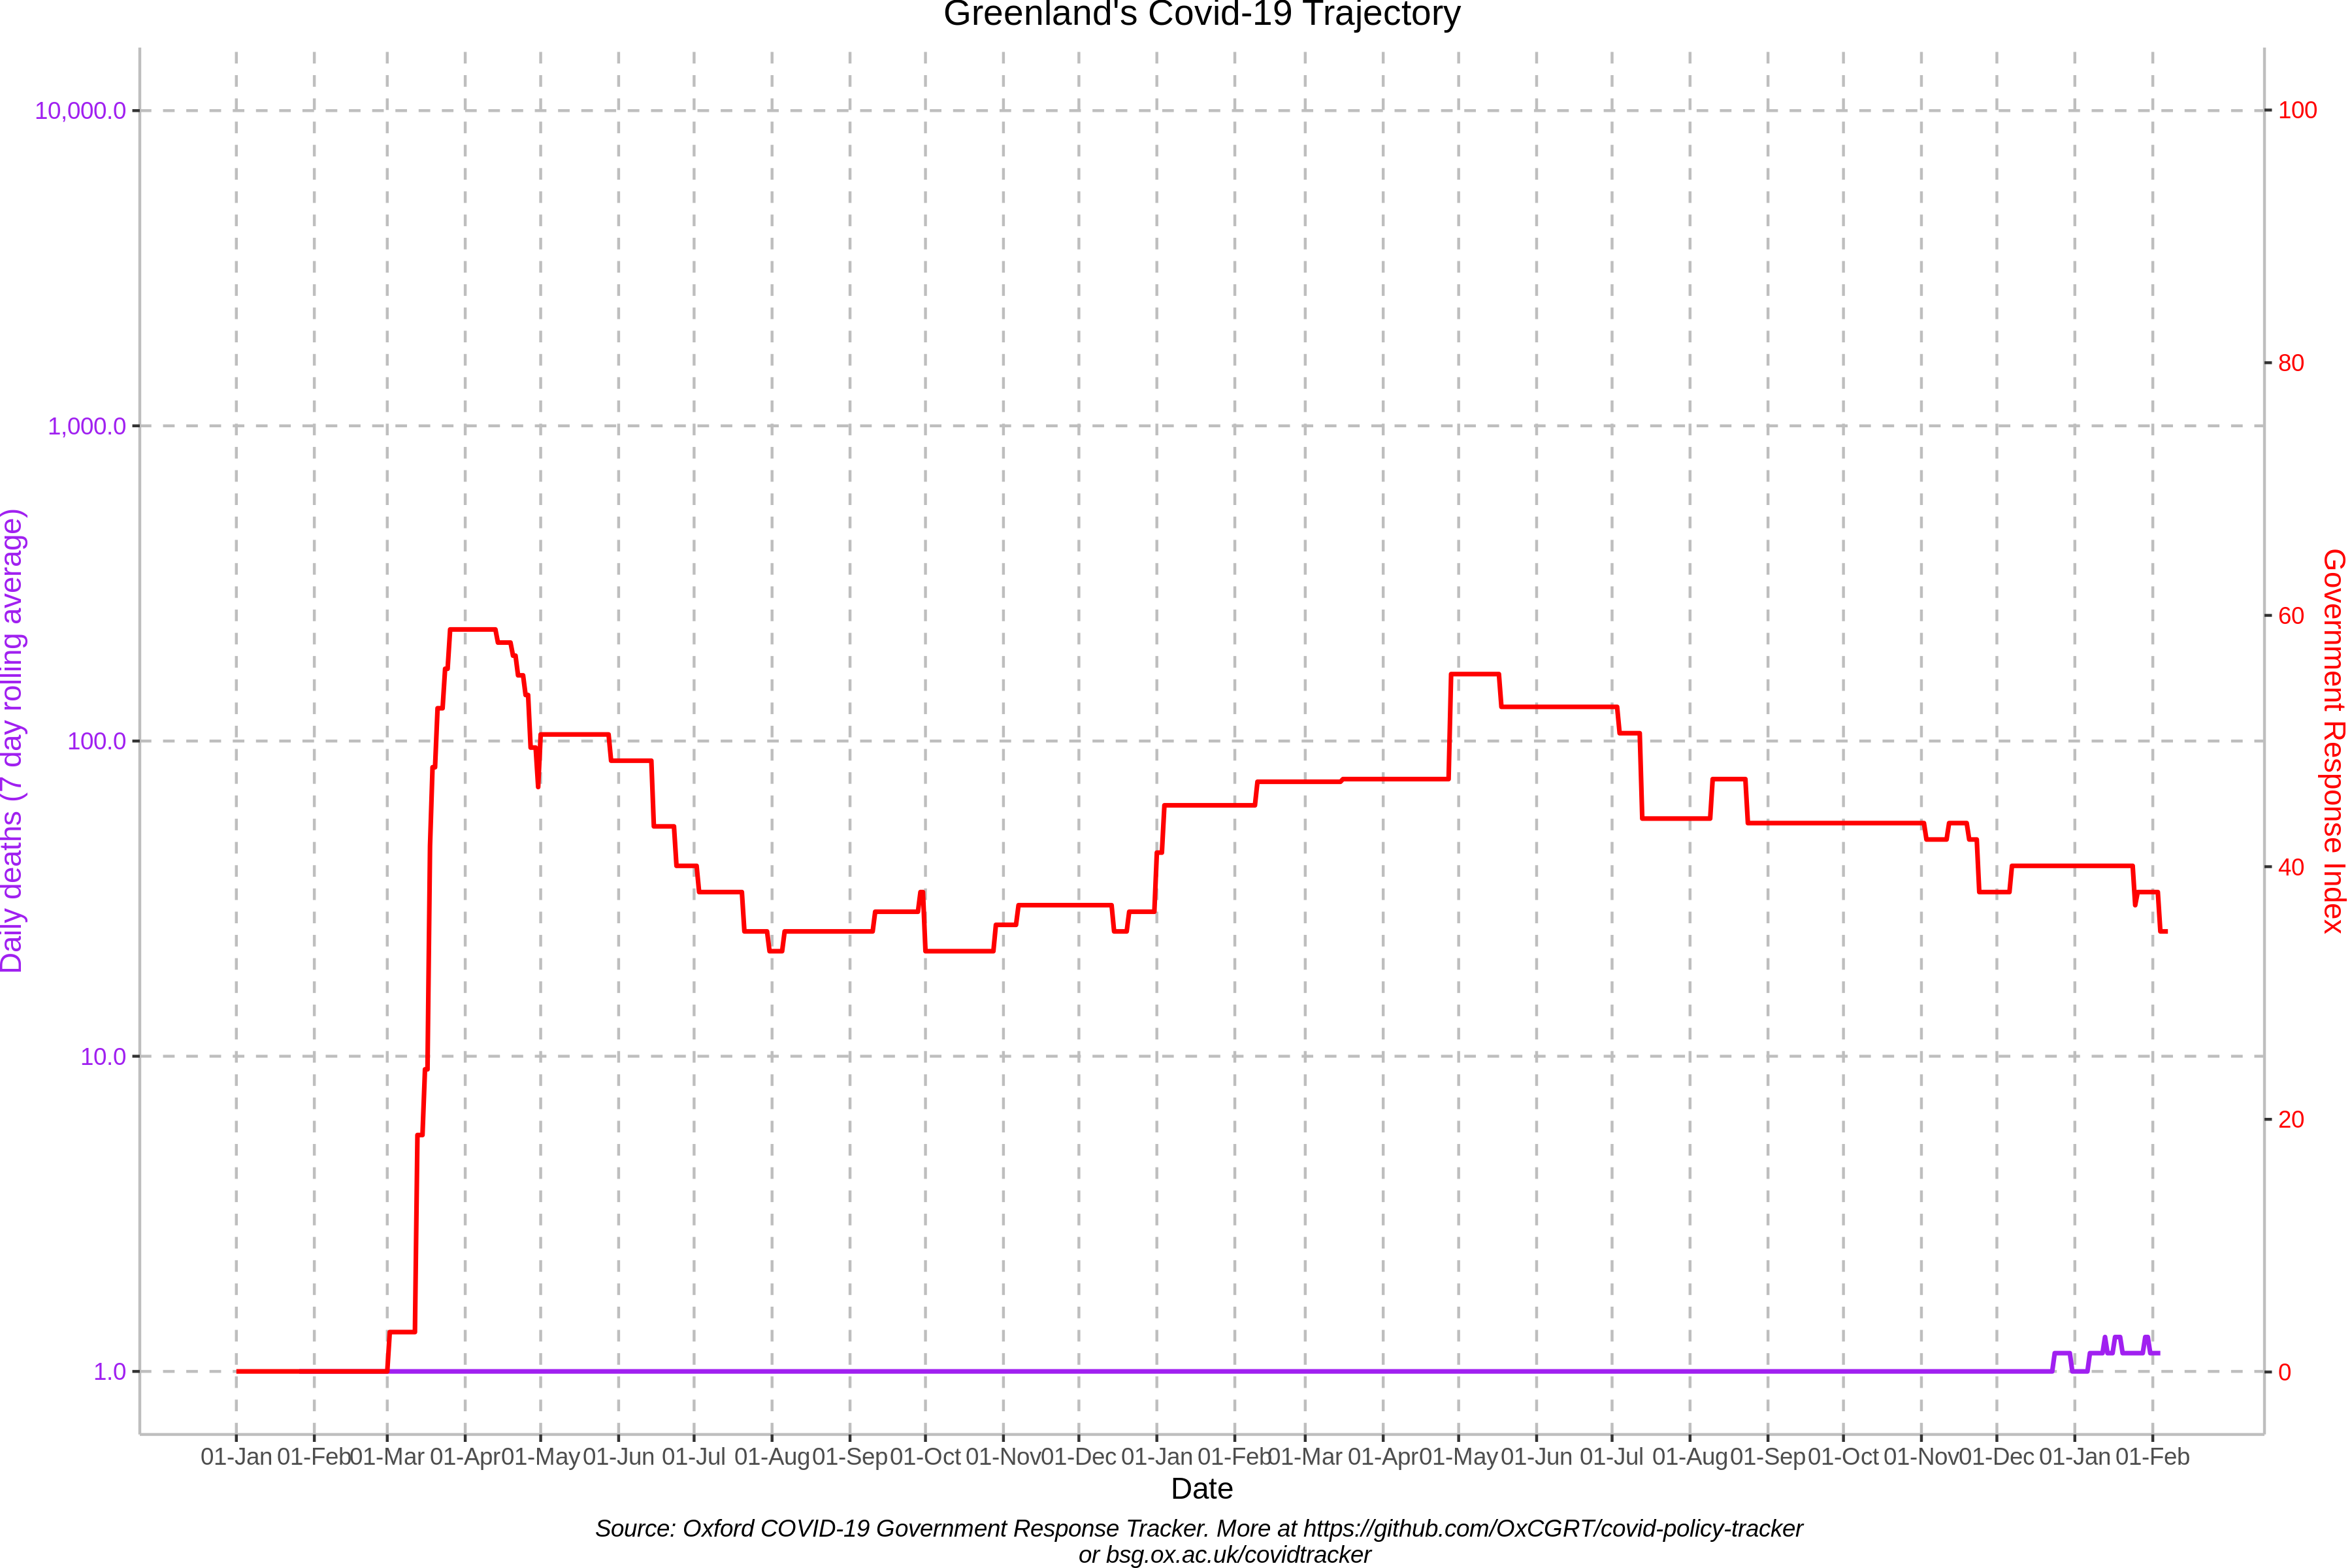 Greenland's Covid-19 Trajectory
10,000.0
1,000.0
100.0
10.0
1.0
Daily deaths (7 day rolling average)
100
80
60
40
20
0
Government Response Index
01-Jan 01-Feb 01-Mar 01-Apr 01-May 01-Jun 01-Jul 01-Aug 01-Sep 01-Oct 01-Nov 01-Dec 01-Jan 01-Feb 01-Mar 01-Apr 01-May 01-Jun 01-Jul 01-Aug 01-Sep 01-Oct 01-Nov 01-Dec 01-Jan 01-Feb
Date
Source: Oxford COVID-19 Government Response Tracker. More at https://github.com/OxCGRT/covid-policy-tracker
or bsg.ox.ac.uk/covidtracker